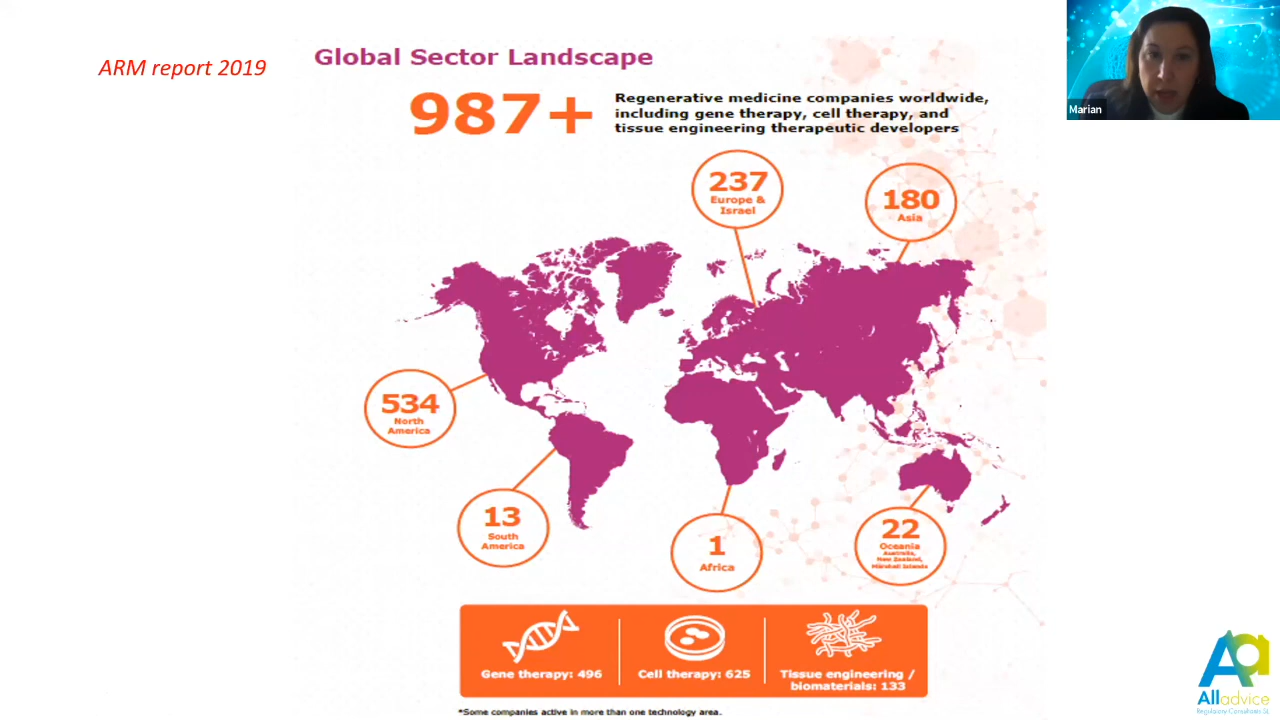 ARM report 2019
Global Sector Landscape
987+
Regenerative medicine companies worldwide,
including gene therapy, cell therapy, and
tissue engineering therapeutic developers
Marian
237
Europe &
Israel
180
Asia
534
North
America
13
South
America
1
Africa
22
Oceania
Australia,
New Zealand,
Marshall Islands
Gene therapy: 496
Cell therapy: 625
Tissue engineering /
biomaterials: 133
*Some companies active in more than one technology area.
Alladvice
Regulatory Consultants SL